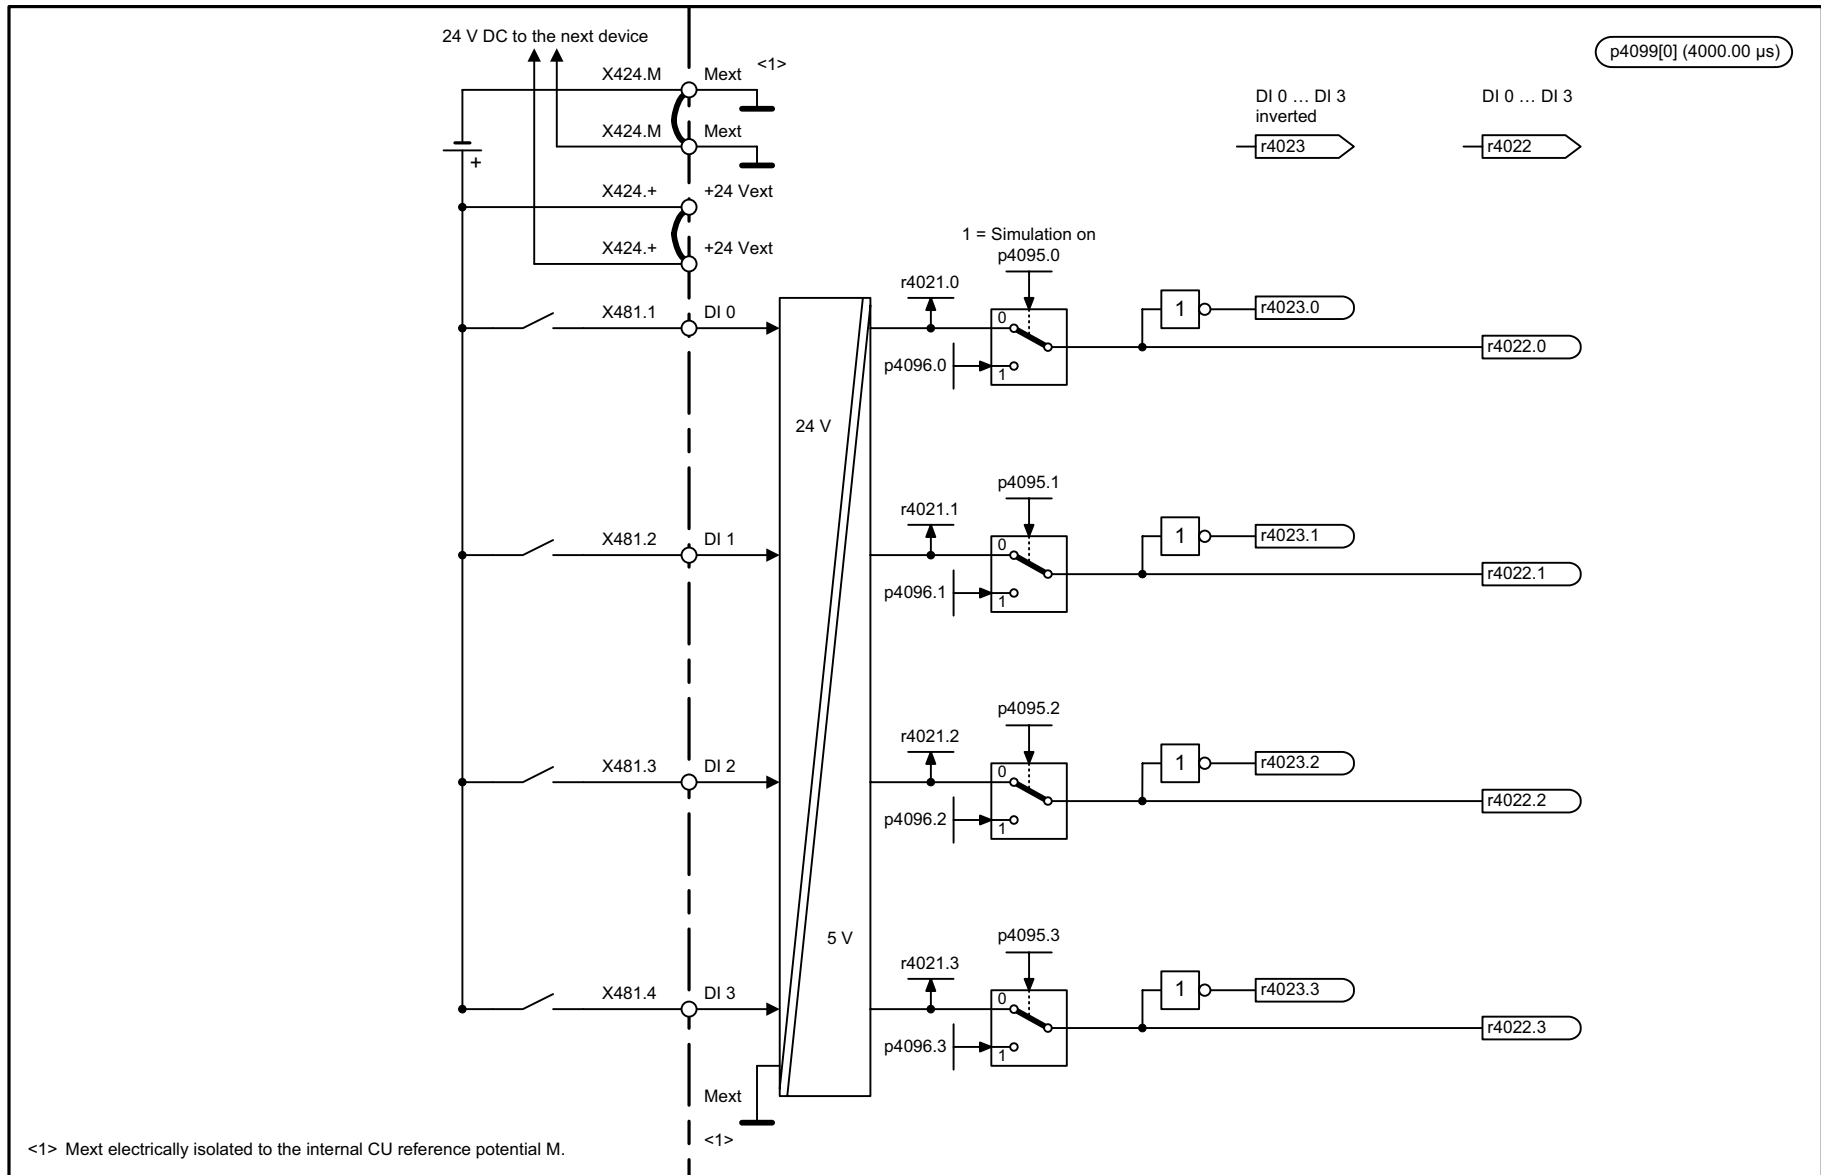 24 V DC to the next device
p4099[0] (4000.00 µs)
X424.M Mext <1>
DI 0 … DI 3
inverted
DI 0 … DI 3
X424.M Mext
r4023
r4022
+
X424.+ +24 Vext
X424.+ +24 Vext
1 = Simulation on
p4095.0
r4021.0
X481.1 DI 0
0
1
r4023.0
r4022.0
p4096.0
1
24 V
p4095.1
r4021.1
X481.2 DI 1
0
1
r4023.1
r4022.1
p4096.1
1
p4095.2
r4021.2
X481.3 DI 2
0
1
r4023.2
r4022.2
p4096.2
1
5 V
p4095.3
r4021.3
X481.4 DI 3
0
1
r4023.3
r4022.3
p4096.3
1
Mext
<1>
<1> Mext electrically isolated to the internal CU reference potential M.